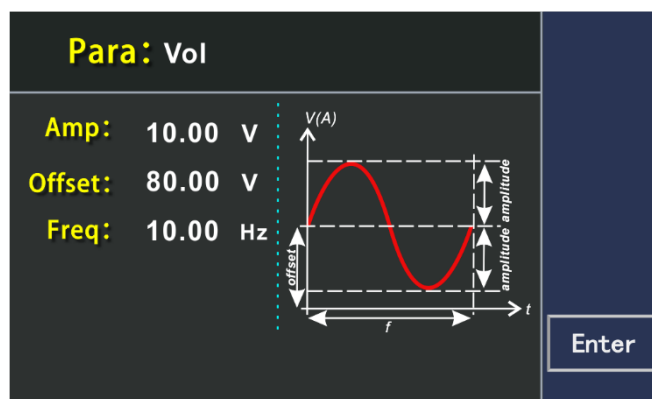 Para: Vol
Amp: 10.00 V
Offset: 80.00 V
Freq: 10.00 Hz
V(A)
amplitude
amplitude
offset
t
f
Enter